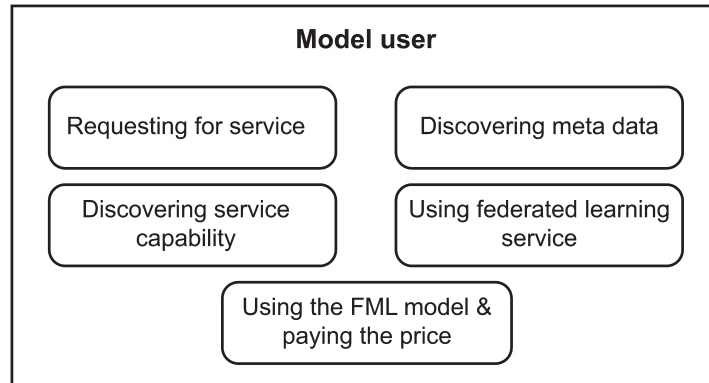 Model user
Requesting for service
Discovering meta data
Discovering service
capability
Using federated learning
service
Using the FML model &
paying the price